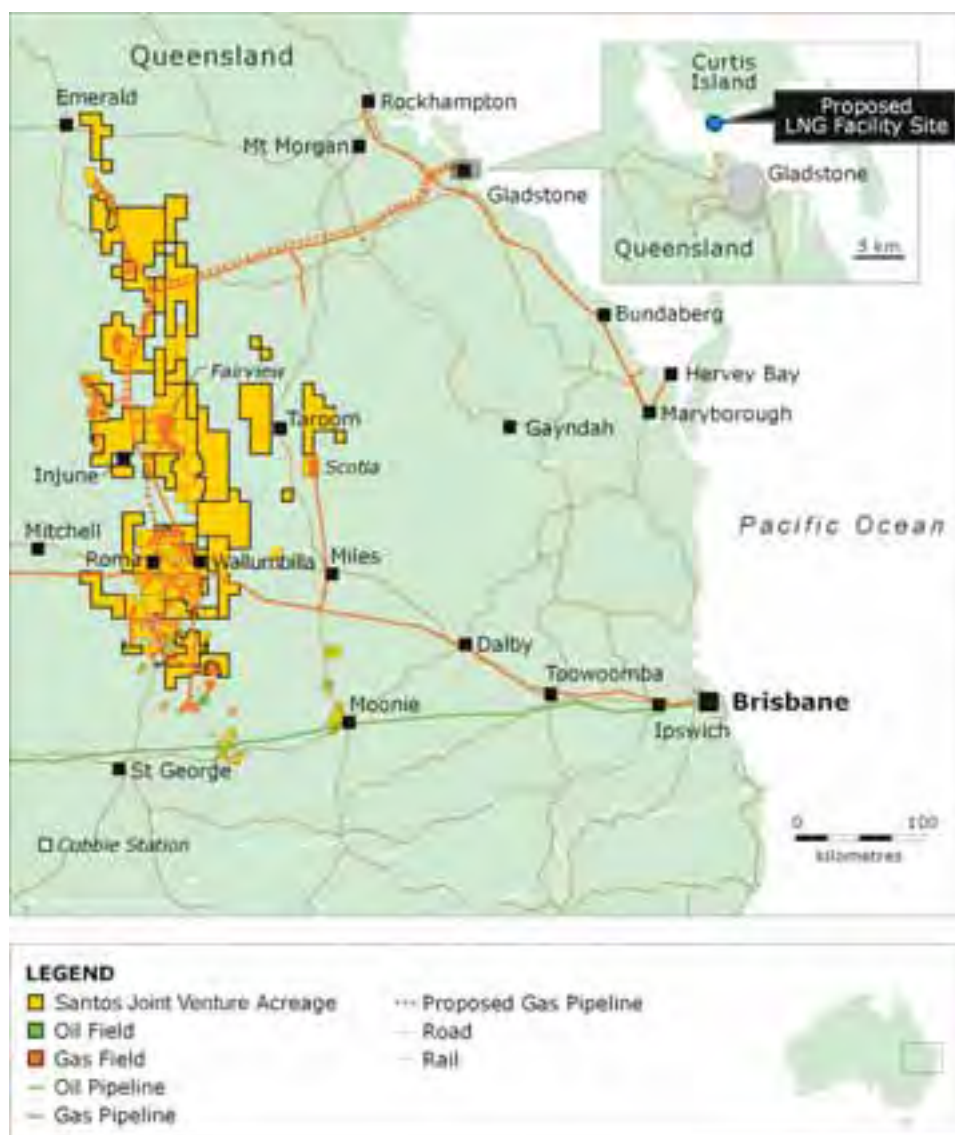 Queensland
Curtis
Island
Emerald
Rockhampton
Proposed
LNG Facility Site
Mt Morgan
Gladstone
Gladstone
Queensland
5 km
Bundaberg
Fairview
Hervey Bay
Taroom
Maryborough
Gayndah
Injune
Scotia
Pacific Ocean
Mitchell
Roma
Wallumbilla
Miles
Dalby
Toowoomba
Moonie
Brisbane
Ipswich
St George
0 100
kilometres
Cubbie Station
LEGEND
Santos Joint Venture Acreage
Oil Field
Gas Field
Oil Pipeline
Gas Pipeline
Proposed Gas Pipeline
Road
Rail